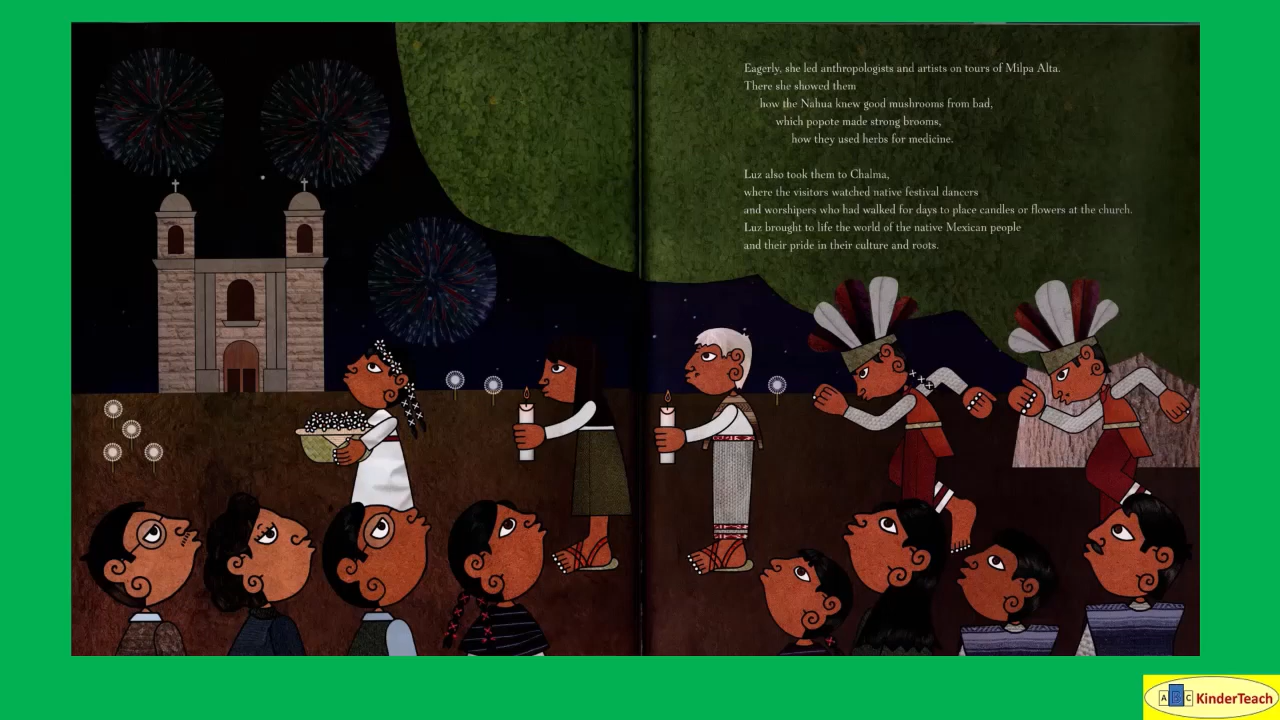 Eagerly, she led anthropologists and artists on tours of Milpa Alta.
There she showed them
how the Nahua knew good mushrooms from bad,
which popote made strong brooms,
how they used herbs for medicine.
Luz also took them to Chalma,
where the visitors watched native festival dancers
and worshipers who had walked for days to place candles or flowers at the church.
Luz brought to life the world of the native Mexican people
and their pride in their culture and roots.
A B C KinderTeach